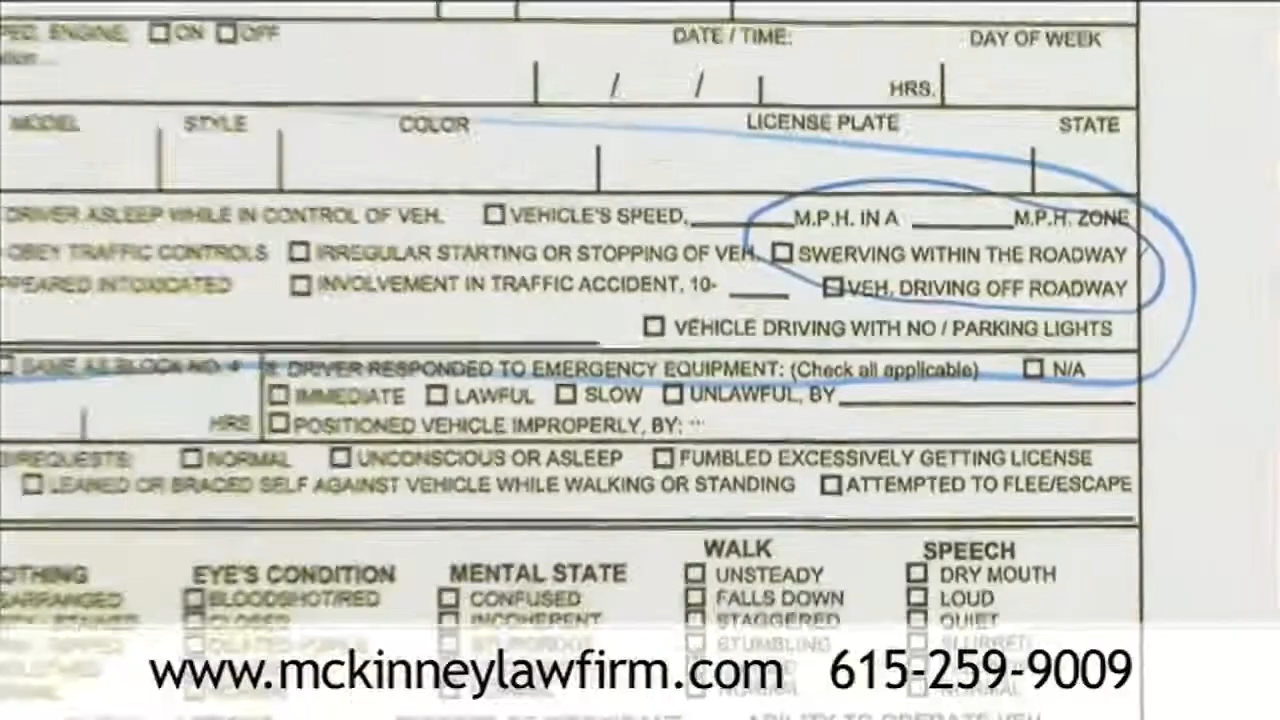 ENGINE: ON OFF
DATE / TIME: DAY OF WEEK
/ / HRS.
MODEL STYLE COLOR LICENSE PLATE STATE
DRIVER ASLEEP WHILE IN CONTROL OF VEH. VEHICLE'S SPEED, M.P.H. IN A M.P.H. ZONE
OBEY TRAFFIC CONTROLS IRREGULAR STARTING OR STOPPING OF VEH. SWERVING WITHIN THE ROADWAY
INTOXICATED INVOLVEMENT IN TRAFFIC ACCIDENT, 10- VEH. DRIVING OFF ROADWAY
VEHICLE DRIVING WITH NO / PARKING LIGHTS
SAME AS BLOCK NO. 4 DRIVER RESPONDED TO EMERGENCY EQUIPMENT: (Check all applicable) N/A
IMMEDIATE LAWFUL SLOW UNLAWFUL, BY
HRS POSITIONED VEHICLE IMPROPERLY, BY:
NORMAL UNCONSCIOUS OR ASLEEP FUMBLED EXCESSIVELY GETTING LICENSE
LEANED OR BRACED SELF AGAINST VEHICLE WHILE WALKING OR STANDING ATTEMPTED TO FLEE/ESCAPE
WALK SPEECH
EYE'S CONDITION MENTAL STATE UNSTEADY DRY MOUTH
BLOODSHOT/RED CONFUSED FALLS DOWN LOUD
CLOSED INCOHERENT STAGGERED QUIET
STUMBLING SLURRED
NORMAL NORMAL
www.mckinneylawfirm.com 615-259-9009